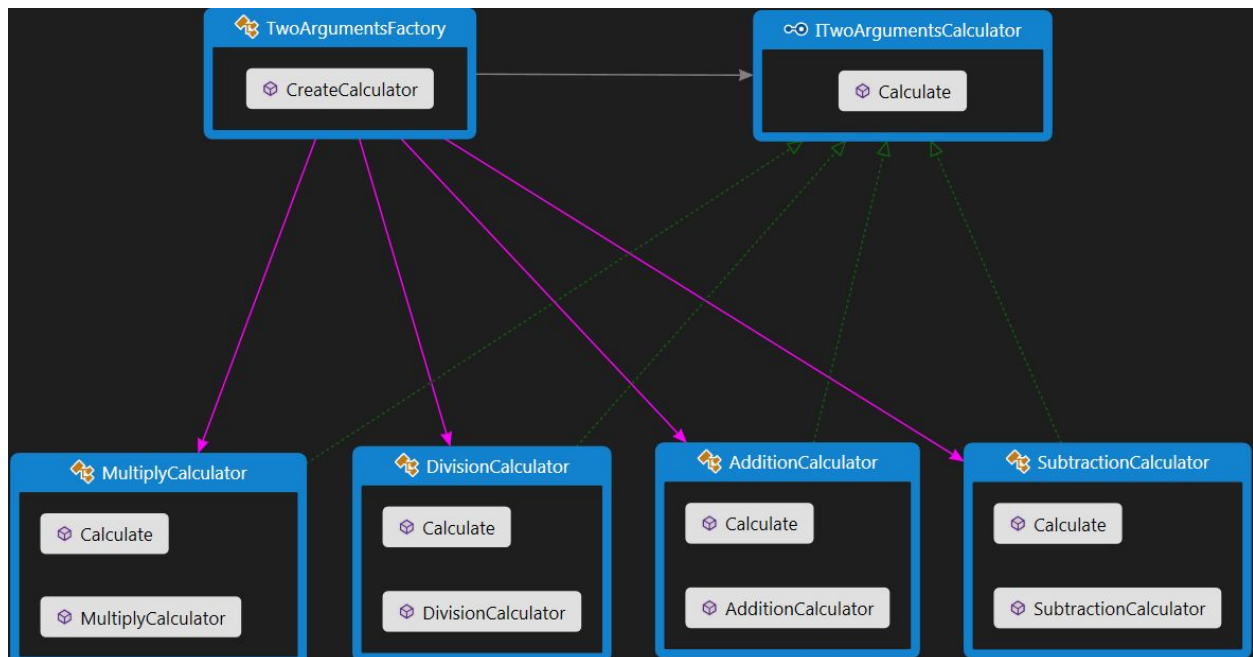 TwoArgumentsFactory
CreateCalculator
ITwoArgumentsCalculator
Calculate
MultiplyCalculator
Calculate
MultiplyCalculator
DivisionCalculator
Calculate
DivisionCalculator
AdditionCalculator
Calculate
AdditionCalculator
SubtractionCalculator
Calculate
SubtractionCalculator